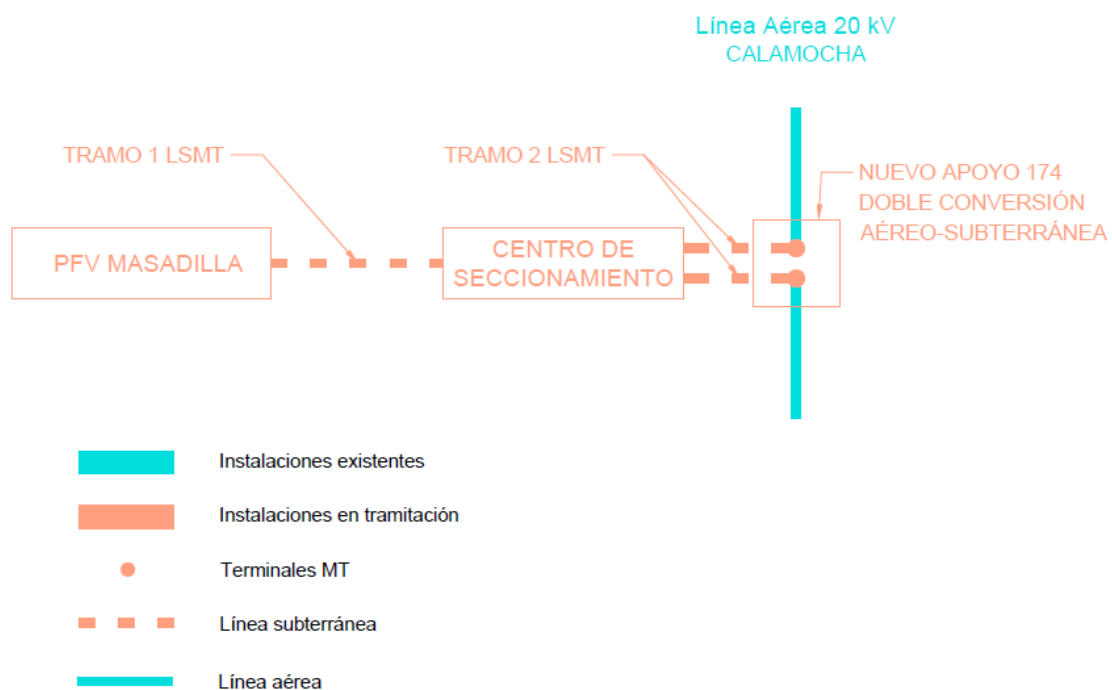 Línea Aérea 20 kV
CALAMOCHA
TRAMO 1 LSMT
TRAMO 2 LSMT
NUEVO APOYO 174
DOBLE CONVERSIÓN
AÉREO-SUBTERRÁNEA
PFV MASADILLA
CENTRO DE
SECCIONAMIENTO
Instalaciones existentes
Instalaciones en tramitación
Terminales MT
Línea subterránea
Línea aérea